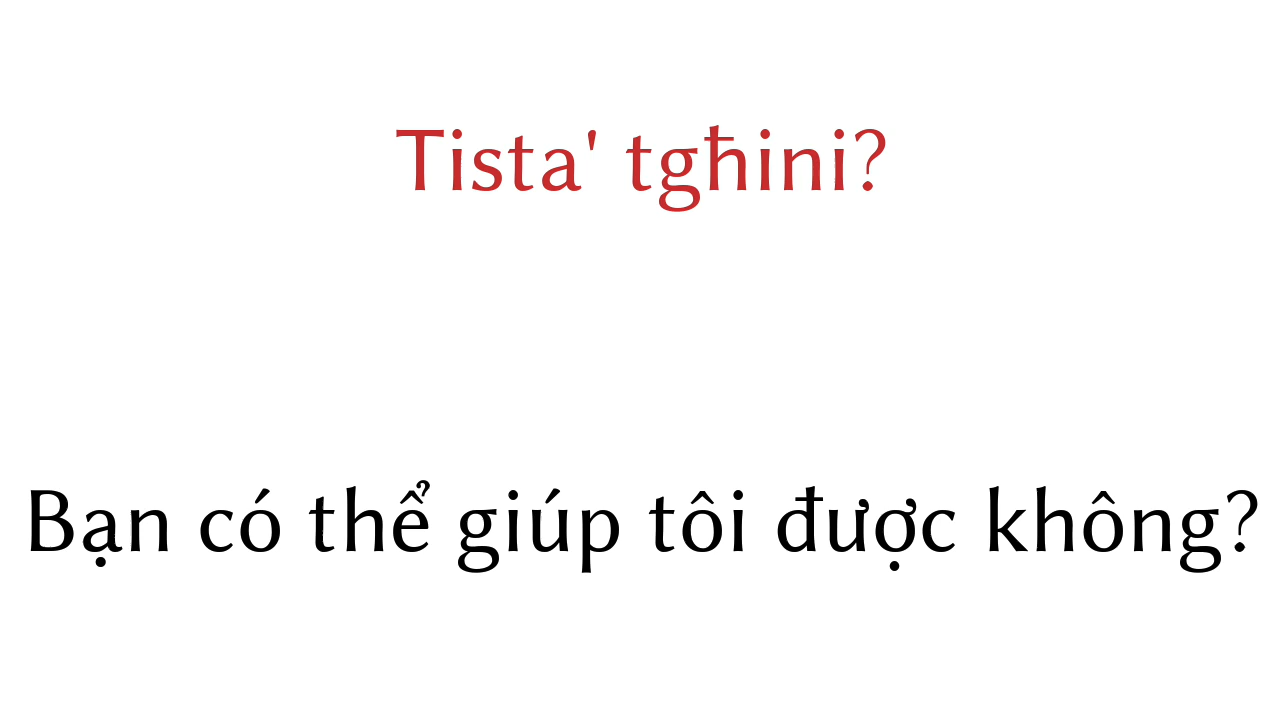 Tista' tgħini?
Bạn có thể giúp tôi được không?